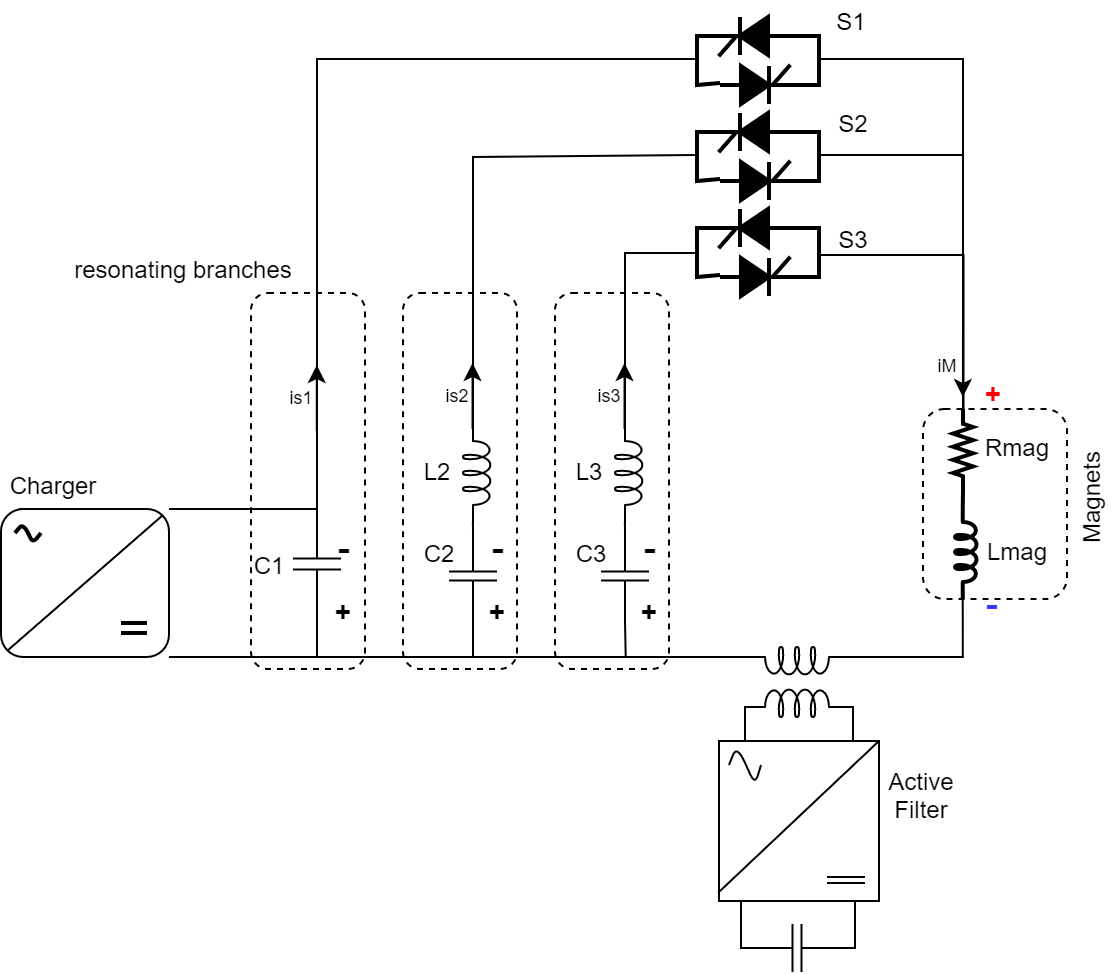 S1
S2
S3
resonating branches
is1
is2
is3
iM
+
Rmag
L2
L3
Charger
Magnets
-
-
-
C1
C2
C3
Lmag
+
+
+
-
Active
Filter